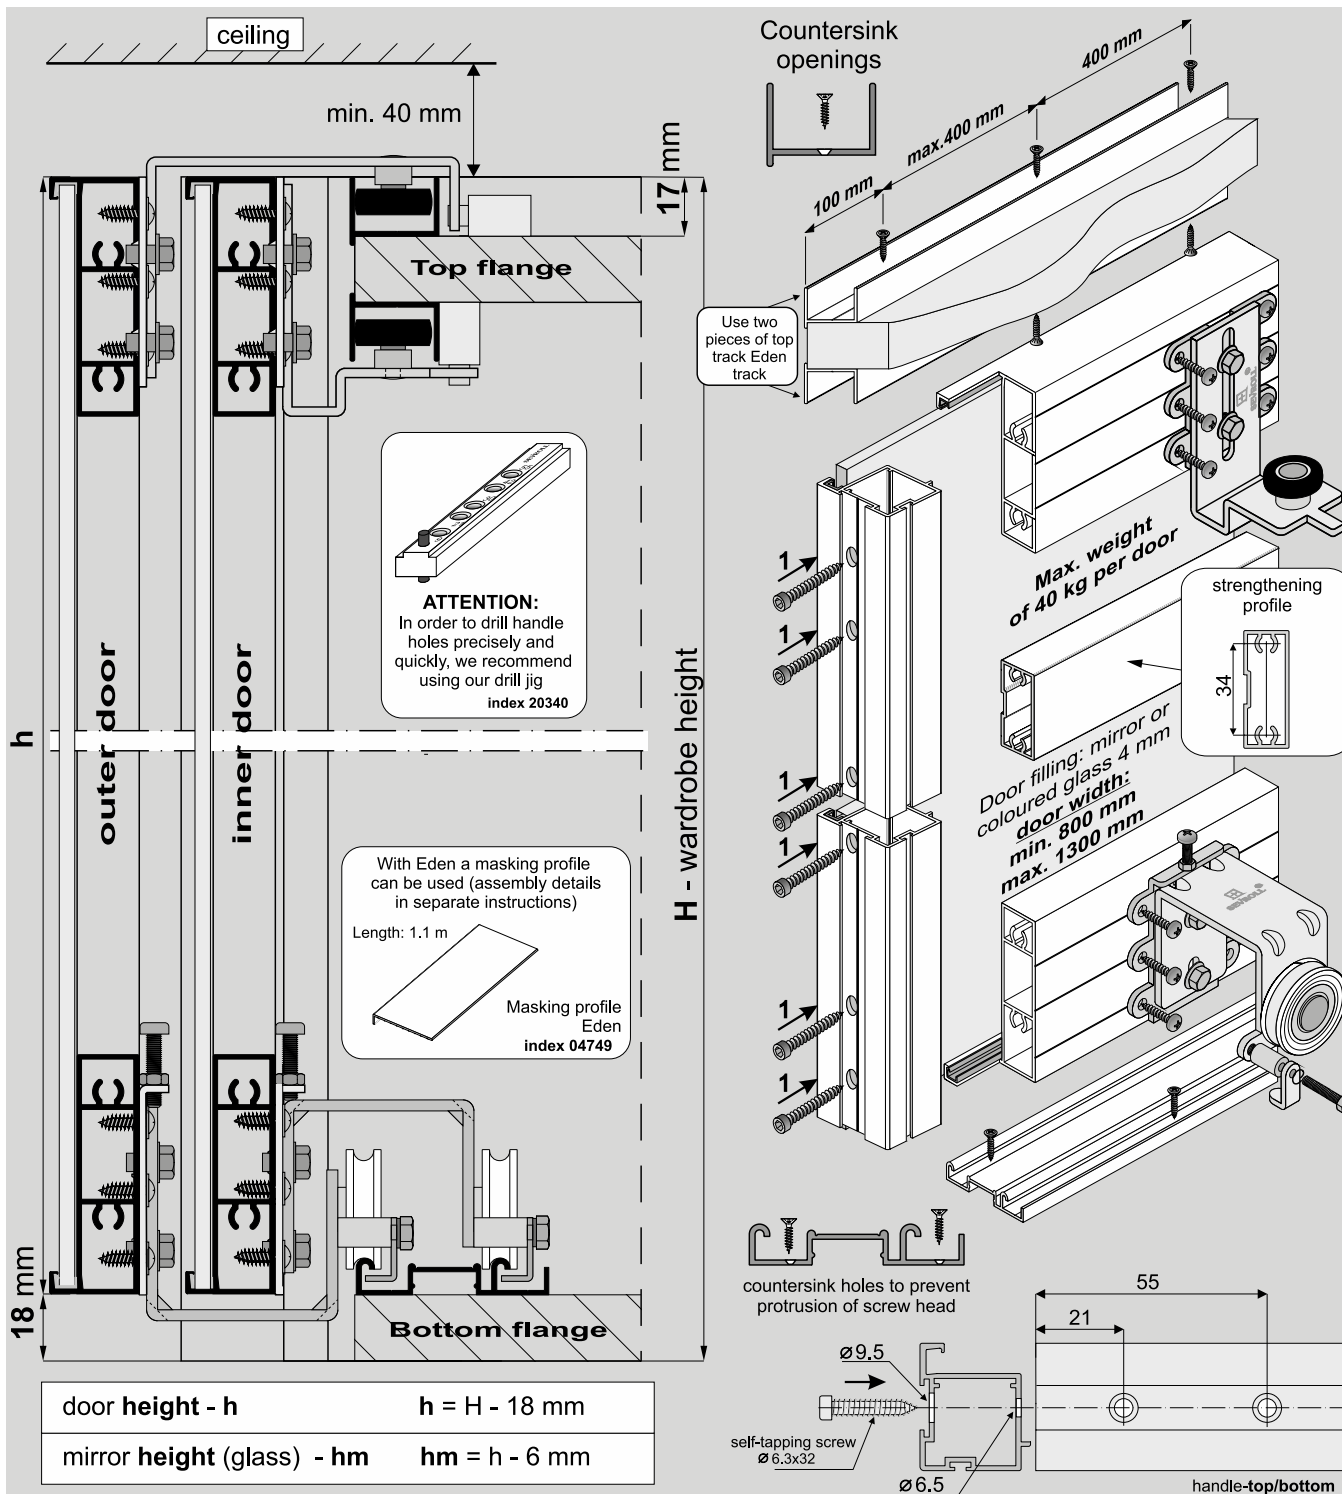 ceiling
min. 40 mm
17 mm
Top flange
h
outer door
inner door
H - wardrobe height
ATTENTION:
In order to drill handle
holes precisely and
quickly, we recommend
using our drill jig
index 20340
With Eden a masking profile
can be used (assembly details
in separate instructions)
Length: 1.1 m
Masking profile
Eden
index 04749
18 mm
Bottom flange
door height - h h = H - 18 mm
mirror height (glass) - hm hm = h - 6 mm
Countersink
openings
100 mm
max.400 mm
400 mm
Use two
pieces of top
track Eden
track
SEVROLL
Max. weight
of 40 kg per door
strengthening
profile
34
1
1
1
1
1
1
Door filling: mirror or
coloured glass 4 mm
door width:
min. 800 mm
max. 1300 mm
SEVROLL
countersink holes to prevent
protrusion of screw head
55
21
ø9.5
self-tapping screw
ø 6.3x32
ø6.5
handle-top/bottom